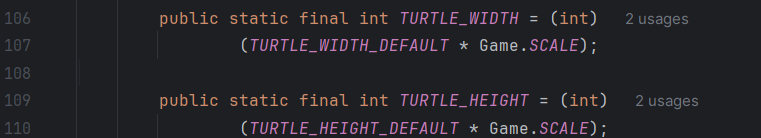 106 public static final int TURTLE_WIDTH = (int) 2 usages
107 (TURTLE_WIDTH_DEFAULT * Game.SCALE);
108
109 public static final int TURTLE_HEIGHT = (int) 2 usages
110 (TURTLE_HEIGHT_DEFAULT * Game.SCALE);